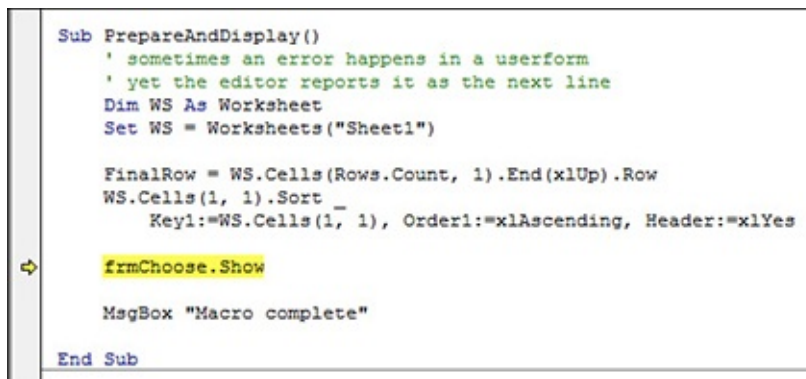 Sub PrepareAndDisplay()
' sometimes an error happens in a userform
' yet the editor reports it as the next line
Dim WS As Worksheet
Set WS = Worksheets("Sheet1")
FinalRow = WS.Cells(Rows.Count, 1).End(xlUp).Row
WS.Cells(1, 1).Sort _
Key1:=WS.Cells(1, 1), Order1:=xlAscending, Header:=xlYes
frmChoose.Show
MsgBox "Macro complete"
End Sub